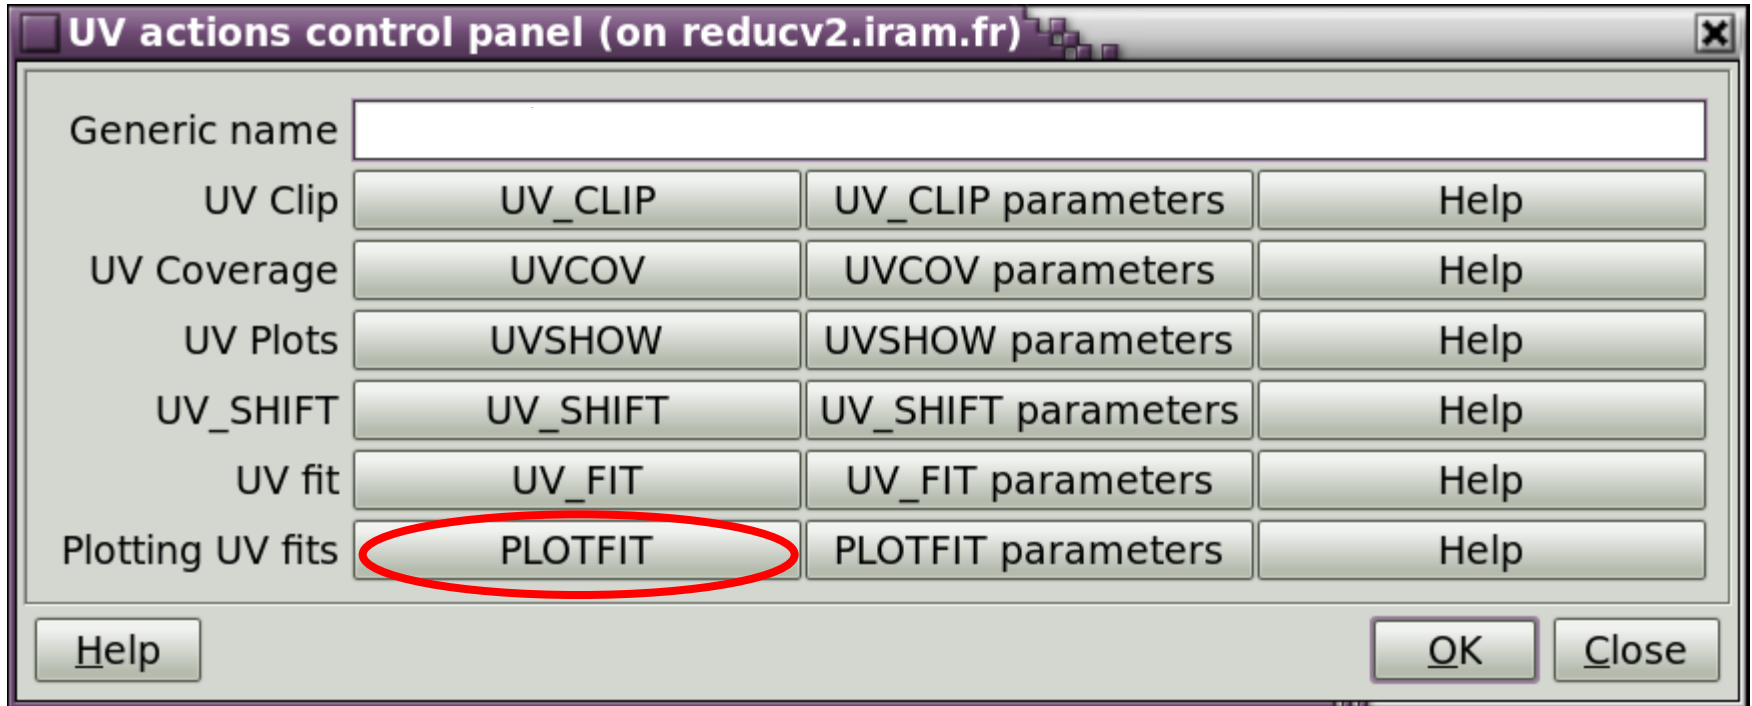 UV actions control panel (on reducv2.iram.fr)
Generic name
UV Clip UV_CLIP UV_CLIP parameters Help
UV Coverage UVCOV UVCOV parameters Help
UV Plots UVSHOW UVSHOW parameters Help
UV_SHIFT UV_SHIFT UV_SHIFT parameters Help
UV fit UV_FIT UV_FIT parameters Help
Plotting UV fits PLOTFIT PLOTFIT parameters Help
Help OK Close